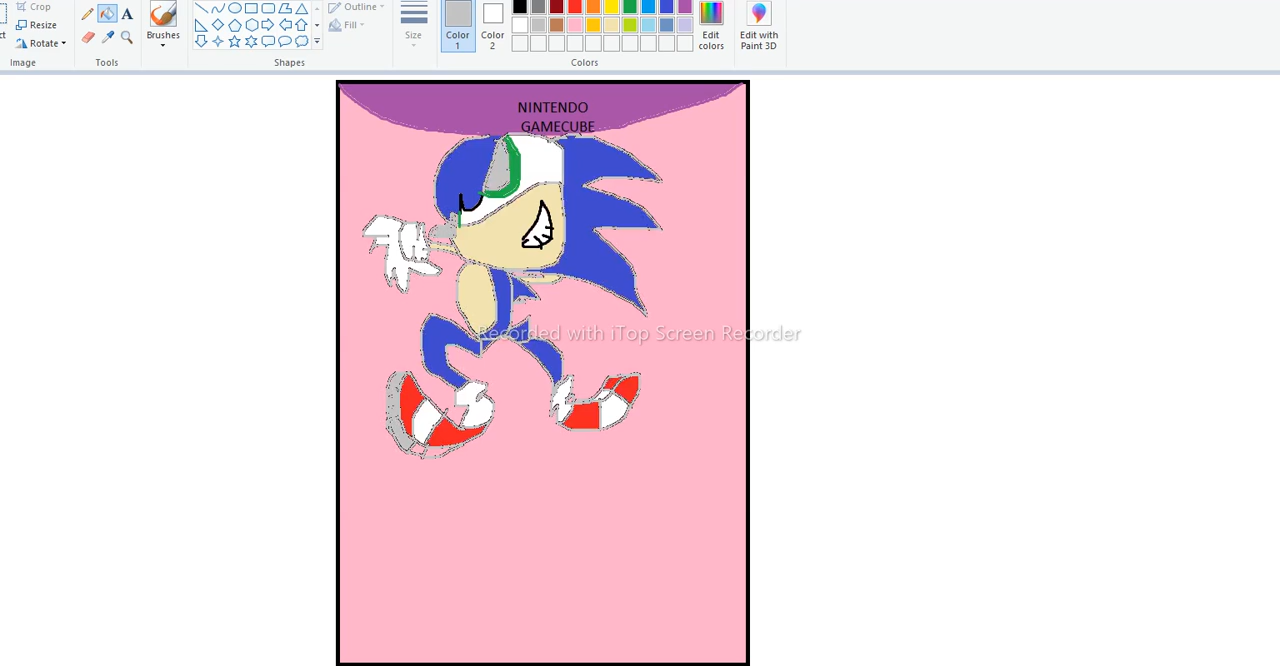 Crop
Resize
Rotate
Image
Tools
Brushes
Shapes
Outline
Fill
Size
Color 1
Color 2
Colors
Edit colors
Edit with Paint 3D
NINTENDO
GAMECUBE
Recorded with iTop Screen Recorder